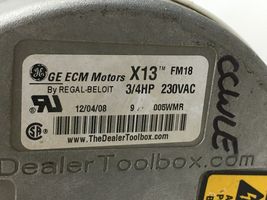 GE ECM Motors X13™ FM18
By REGAL-BELOIT 3/4HP 230VAC
12/04/08 9 005WMR
www.TheDealerToolbox.com
DealerToolbox.com
CCWLE